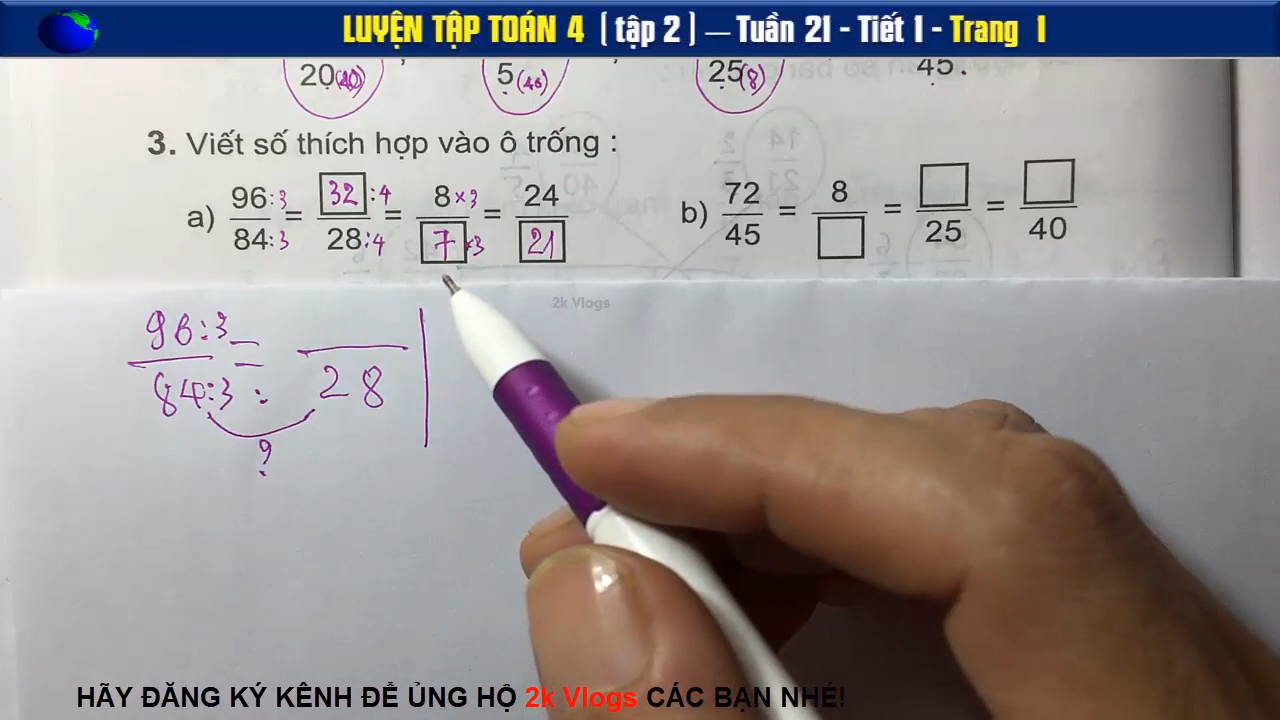 LUYỆN TẬP TOÁN 4 ( tập 2 ) — Tuần 21 - Tiết 1 - Trang 1
20(40) ; 5(40) ; 25(8) 45.
3. Viết số thích hợp vào ô trống :
96:3 32:4 8×3 24
a) = = =
84:3 28:4 7×3 21
72 8
b) = = =
45 25 40
2k Vlogs
96:3
=
84:3 : 28
?
HÃY ĐĂNG KÝ KÊNH ĐỂ ỦNG HỘ 2k Vlogs CÁC BẠN NHÉ!